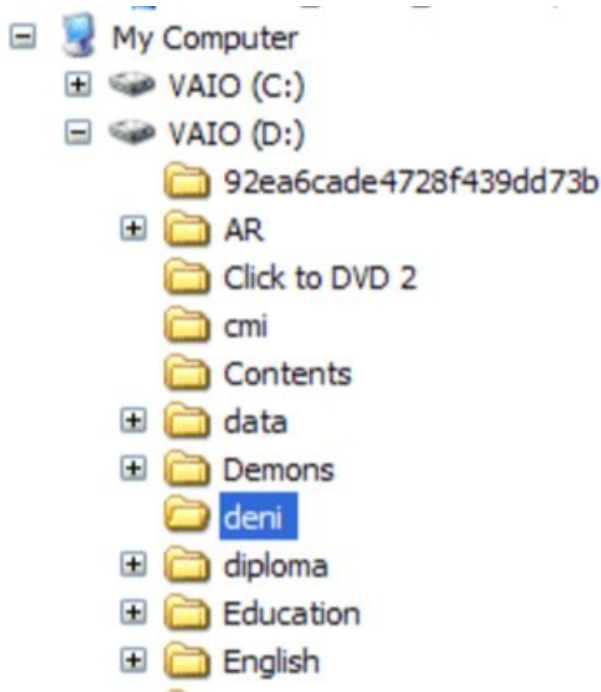 My Computer
VAIO (C:)
VAIO (D:)
92ea6cade4728f439dd73b
AR
Click to DVD 2
cmi
Contents
data
Demons
deni
diploma
Education
English